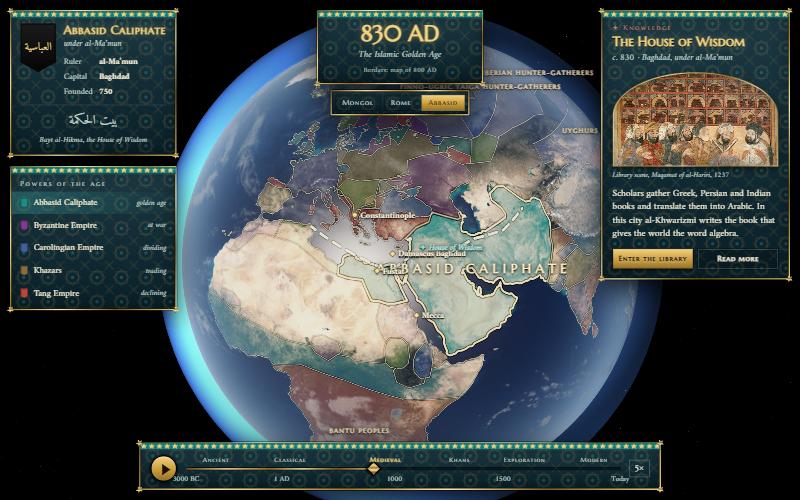 العباسية
ABBASID CALIPHATE
under al-Ma'mun
Ruler al-Ma'mun
Capital Baghdad
Founded 750
بيت الحكمة
Bayt al-Hikma, the House of Wisdom
POWERS OF THE AGE
Abbasid Caliphate golden age
Byzantine Empire at war
Carolingian Empire dividing
Khazars trading
Tang Empire declining
830 AD
The Islamic Golden Age
Borders: map of 800 AD
MONGOL ROME ABBASID
BERIAN HUNTER-GATHERERS
FINNO-UGRIC TAIGA HUNTER-GATHERERS
UYGHURS
Constantinople
House of Wisdom
Damascus Baghdad
ABBASID CALIPHATE
Mecca
BANTU PEOPLES
KNOWLEDGE
THE HOUSE OF WISDOM
c. 830 · Baghdad, under al-Ma'mun
Library scene, Maqamat of al-Hariri, 1237
Scholars gather Greek, Persian and Indian
books and translate them into Arabic. In
this city al-Khwarizmi writes the book that
gives the world the word algebra.
ENTER THE LIBRARY READ MORE
ANCIENT CLASSICAL MEDIEVAL KHANS EXPLORATION MODERN
3000 BC 1 AD 1000 1500 Today
5×